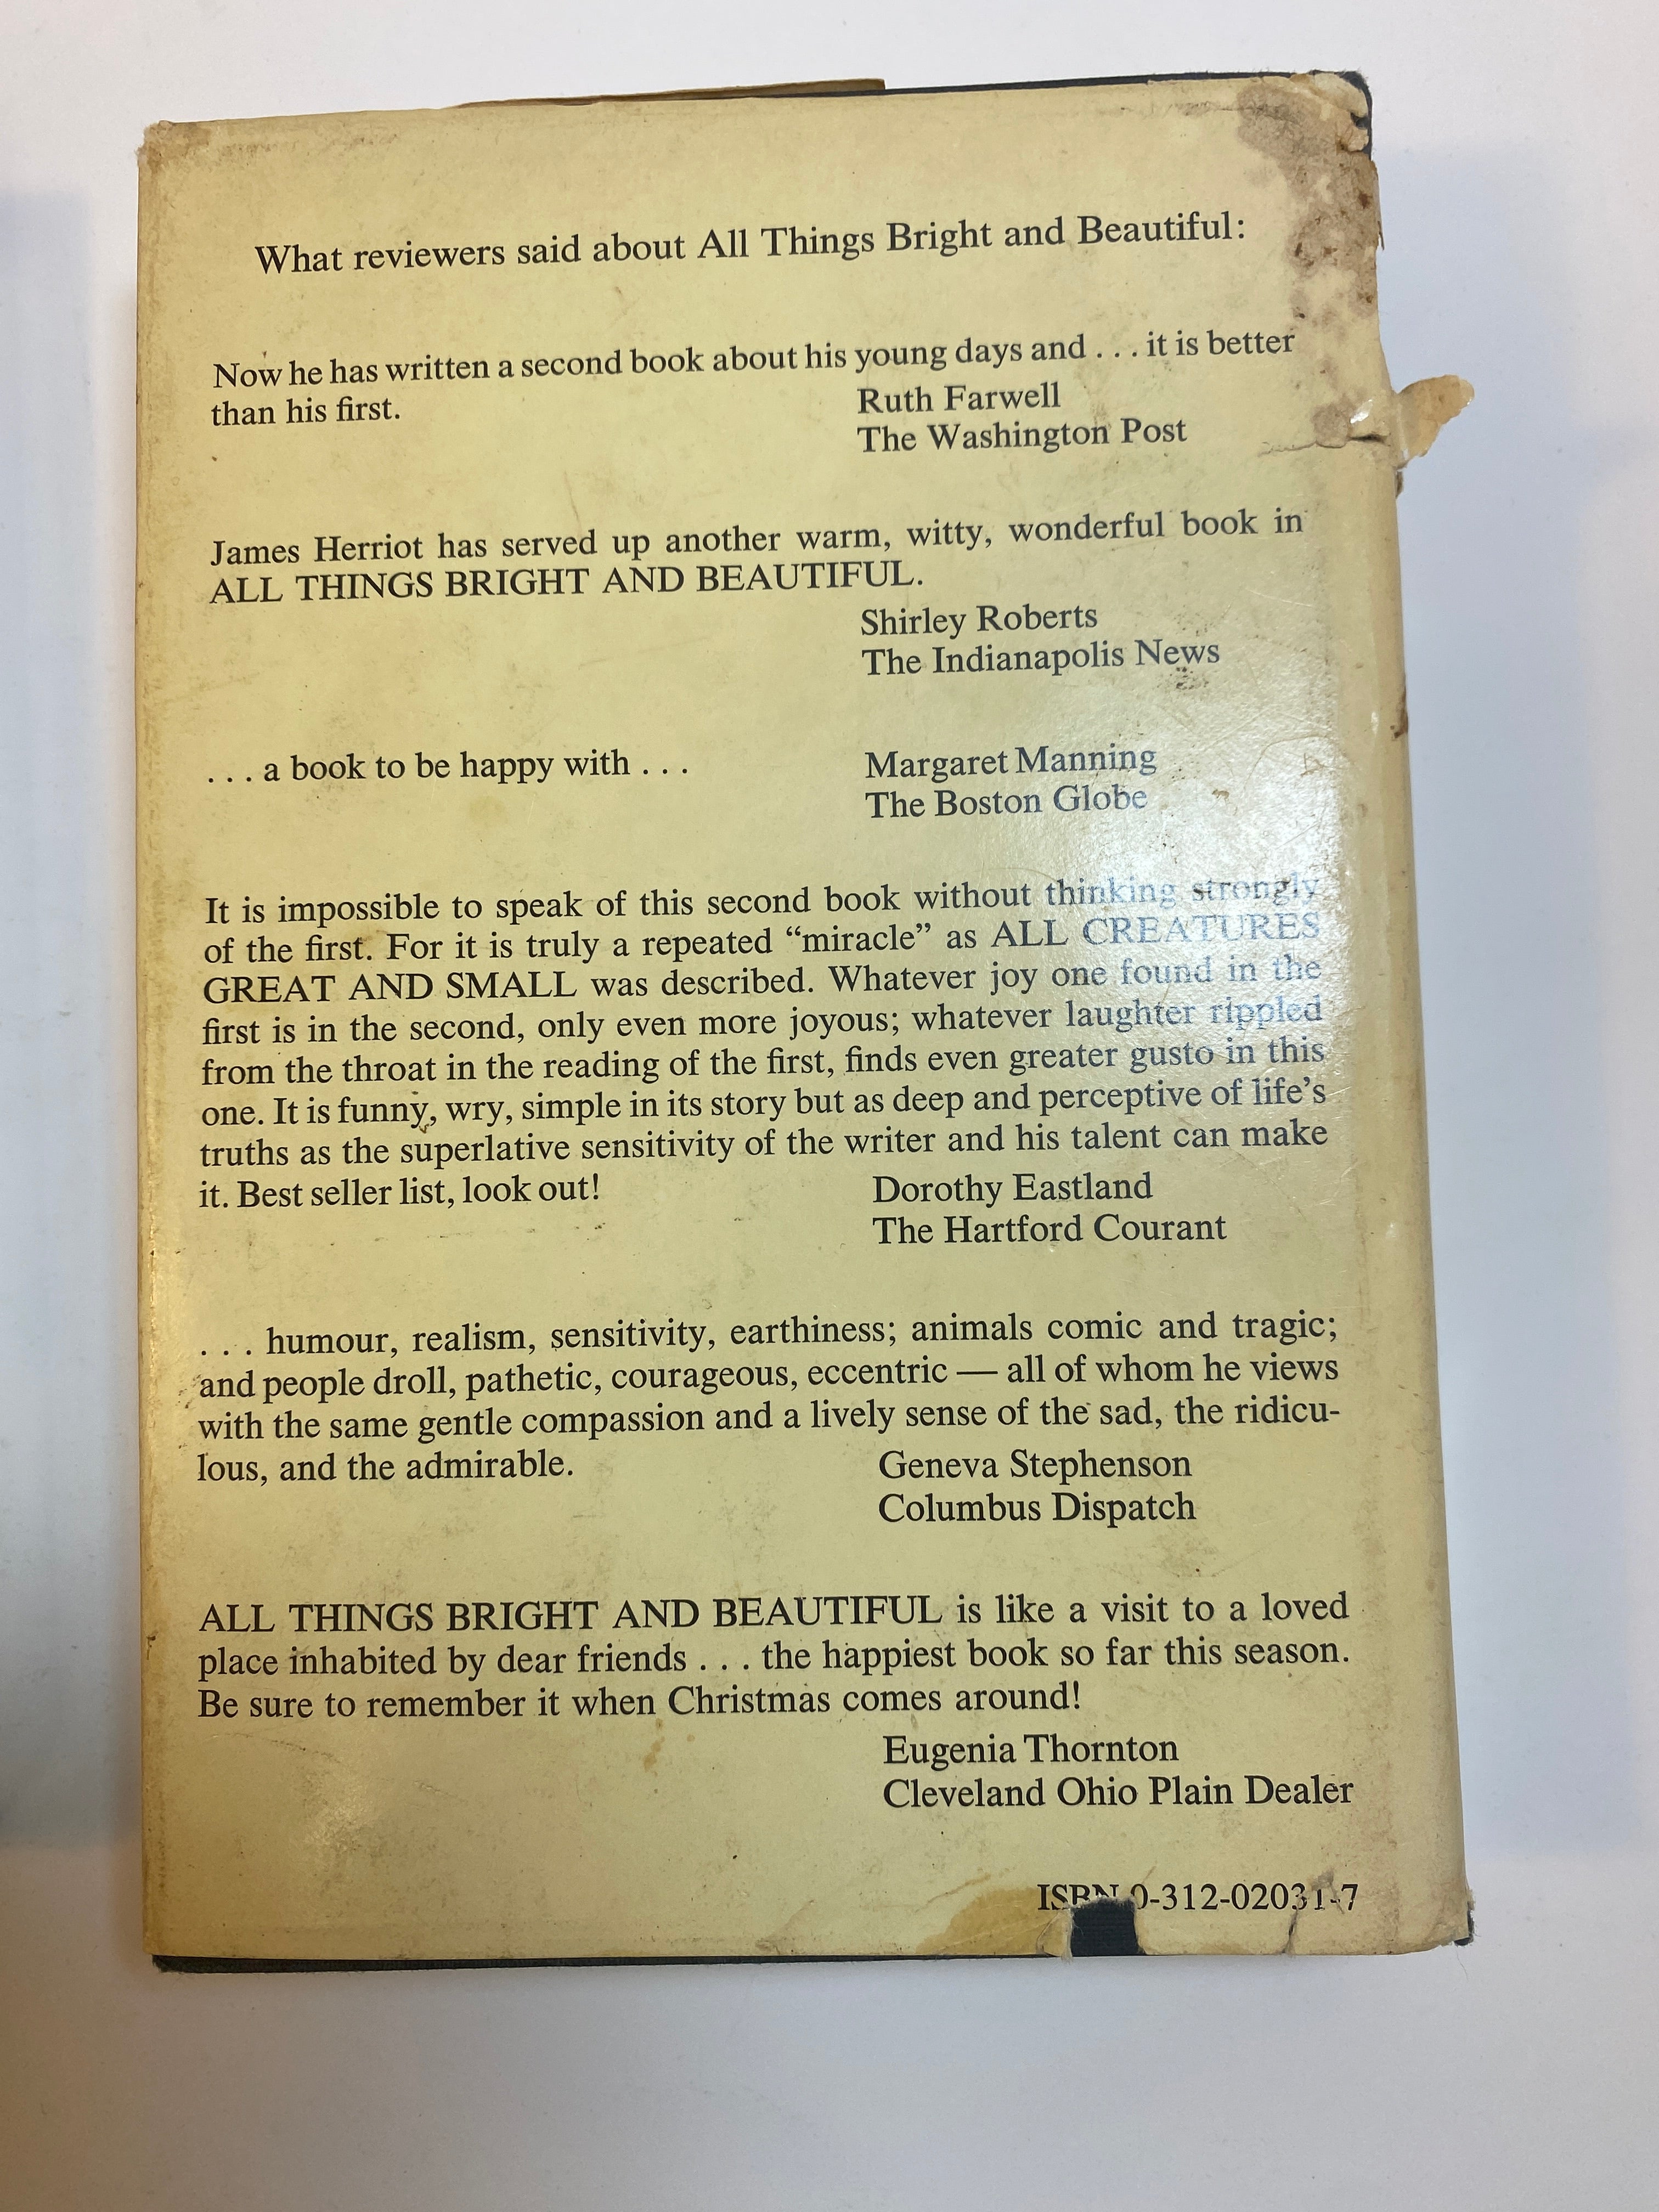 What reviewers said about All Things Bright and Beautiful:
Now he has written a second book about his young days and . . . it is better
than his first.
Ruth Farwell
The Washington Post
James Herriot has served up another warm, witty, wonderful book in
ALL THINGS BRIGHT AND BEAUTIFUL.
Shirley Roberts
The Indianapolis News
. . . a book to be happy with . . .
Margaret Manning
The Boston Globe
It is impossible to speak of this second book without thinking strongly
of the first. For it is truly a repeated “miracle” as ALL CREATURES
GREAT AND SMALL was described. Whatever joy one found in the
first is in the second, only even more joyous; whatever laughter rippled
from the throat in the reading of the first, finds even greater gusto in this
one. It is funny, wry, simple in its story but as deep and perceptive of life’s
truths as the superlative sensitivity of the writer and his talent can make
it. Best seller list, look out!
Dorothy Eastland
The Hartford Courant
. . . humour, realism, sensitivity, earthiness; animals comic and tragic;
and people droll, pathetic, courageous, eccentric — all of whom he views
with the same gentle compassion and a lively sense of the sad, the ridicu-
lous, and the admirable.
Geneva Stephenson
Columbus Dispatch
ALL THINGS BRIGHT AND BEAUTIFUL is like a visit to a loved
place inhabited by dear friends . . . the happiest book so far this season.
Be sure to remember it when Christmas comes around!
Eugenia Thornton
Cleveland Ohio Plain Dealer
ISBN 0-312-02031-7